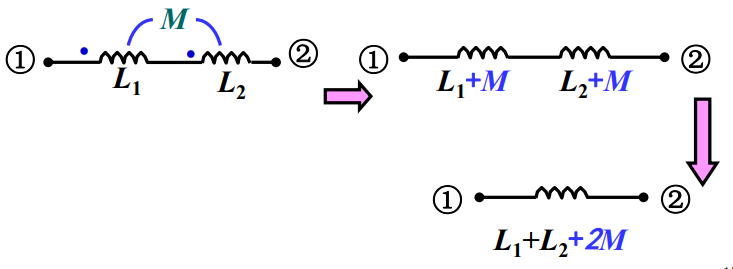 M
① L₁ L₂ ②
① L₁+M L₂+M ②
① ②
L₁+L₂+2M